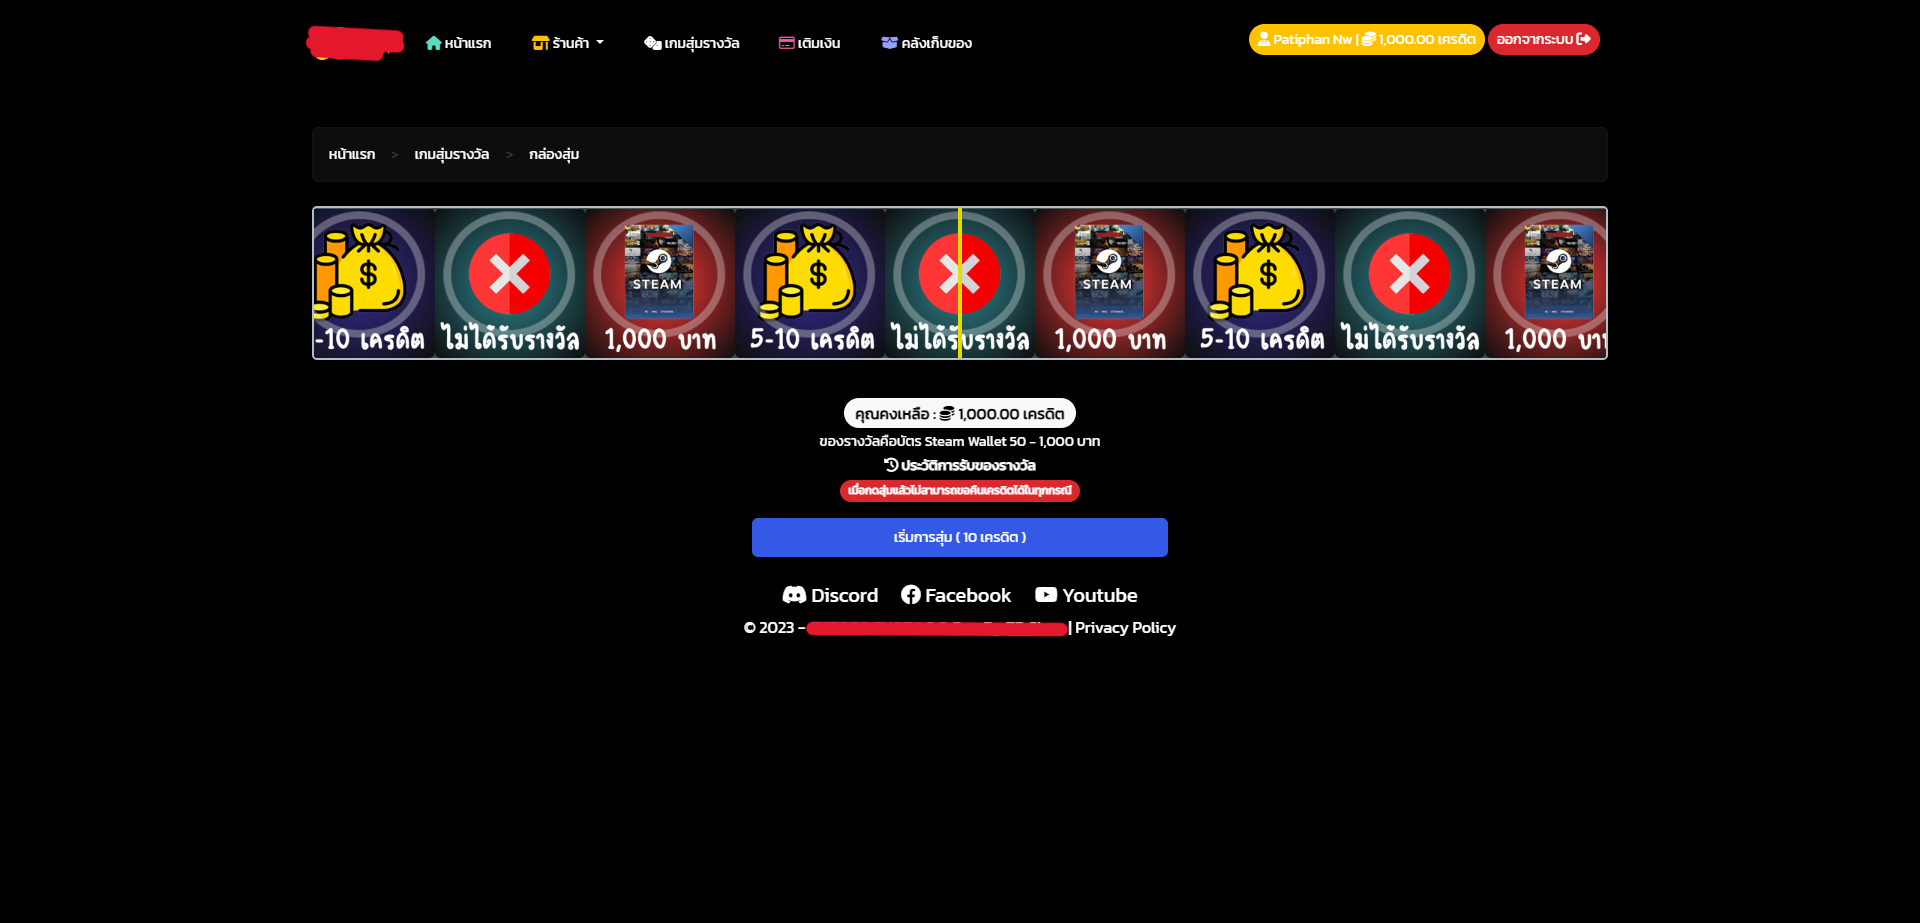 หน้าแรก ร้านค้า เกมสุ่มรางวัล เติมเงิน คลังเก็บของ Patiphan Nw | 1,000.00 เครดิต ออกจากระบบ
หน้าแรก > เกมสุ่มรางวัล > กล่องสุ่ม
STEAM STEAM STEAM
-10 เครดิต ไม่ได้รับรางวัล 1,000 บาท 5-10 เครดิต ไม่ได้รับรางวัล 1,000 บาท 5-10 เครดิต ไม่ได้รับรางวัล 1,000 บา
คุณคงเหลือ : 1,000.00 เครดิต
ของรางวัลคือบัตร Steam Wallet 50 - 1,000 บาท
ประวัติการรับของรางวัล
เมื่อกดสุ่มแล้วไม่สามารถขอคืนเครดิตได้ในทุกกรณี
เริ่มการสุ่ม ( 10 เครดิต )
Discord Facebook Youtube
© 2023 - | Privacy Policy